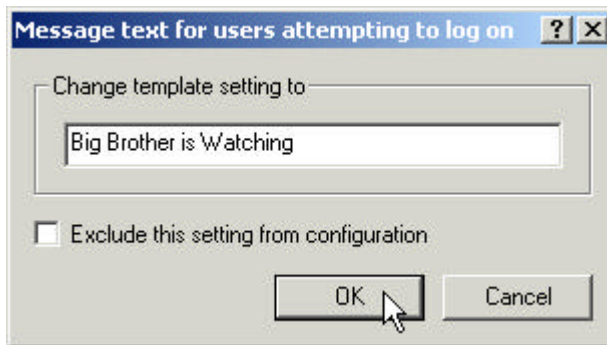 Message text for users attempting to log on
Change template setting to
Big Brother is Watching
Exclude this setting from configuration
OK Cancel